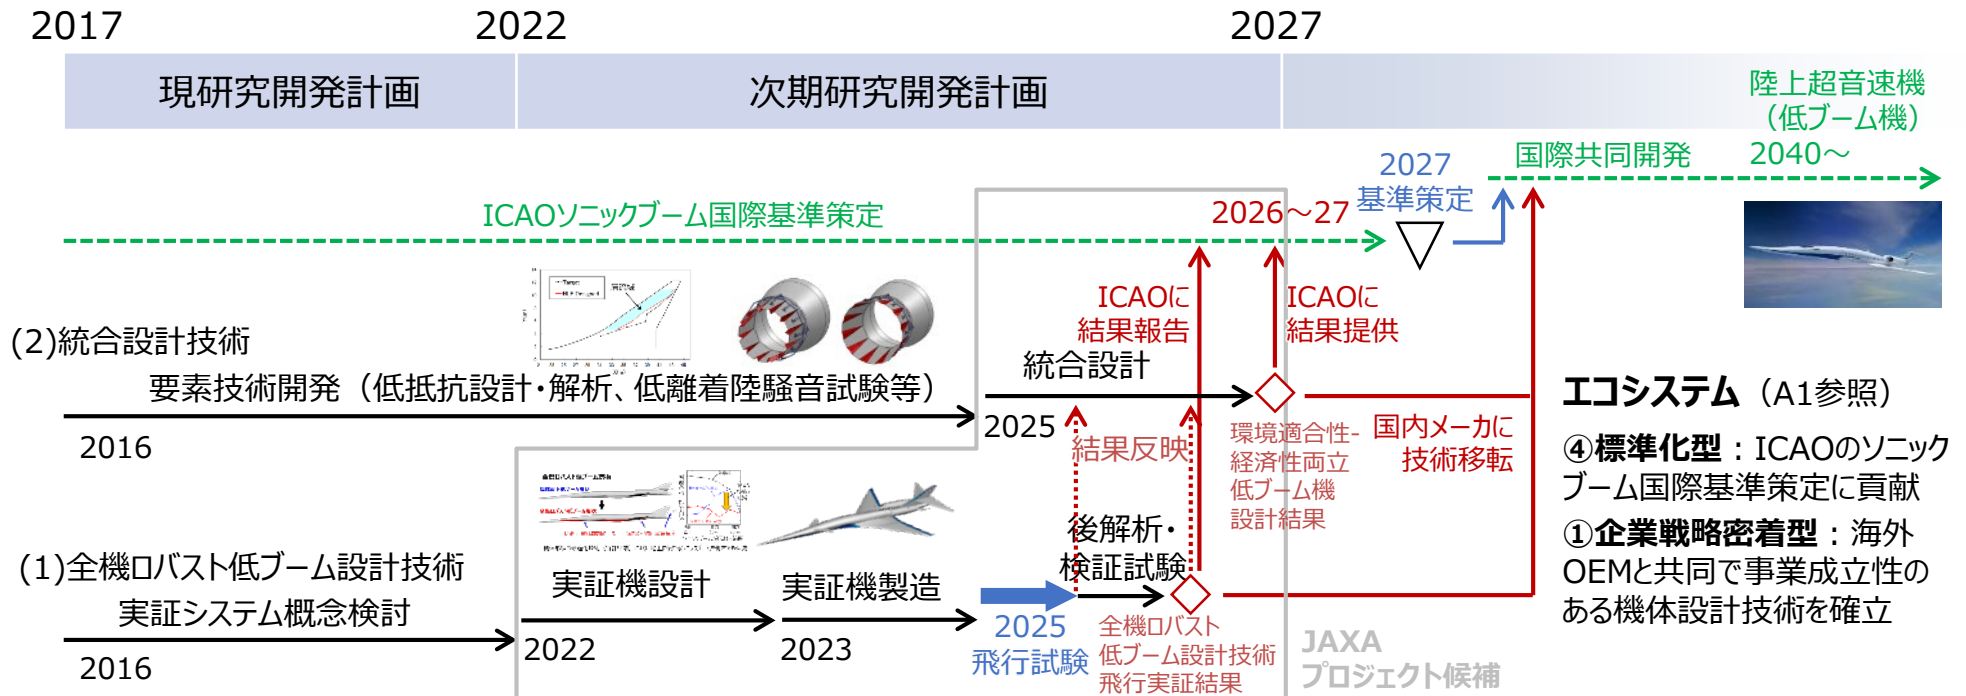 2017
2022
2027
現研究開発計画
次期研究開発計画
陸上超音速機
（低ブーム機）
2040～
国際共同開発
2027
基準策定
ICAOソニックブーム国際基準策定
2026～27
Target
ICAOに
結果報告
ICAOに
結果提供
(2)統合設計技術
要素技術開発（低抵抗設計・解析、低離着陸騒音試験等）
2016
統合設計
2025
結果反映
環境適合性-
経済性両立
低ブーム機
設計結果
国内メーカに
技術移転
エコシステム（A1参照）
④標準化型：ICAOのソニック
ブーム国際基準策定に貢献
①企業戦略密着型：海外
OEMと共同で事業成立性の
ある機体設計技術を確立
(1)全機ロバスト低ブーム設計技術
実証システム概念検討
2016
実証機設計
2022
実証機製造
2023
後解析・
検証試験
2025
飛行試験
全機ロバスト
低ブーム設計技術
飛行実証結果
JAXA
プロジェクト候補